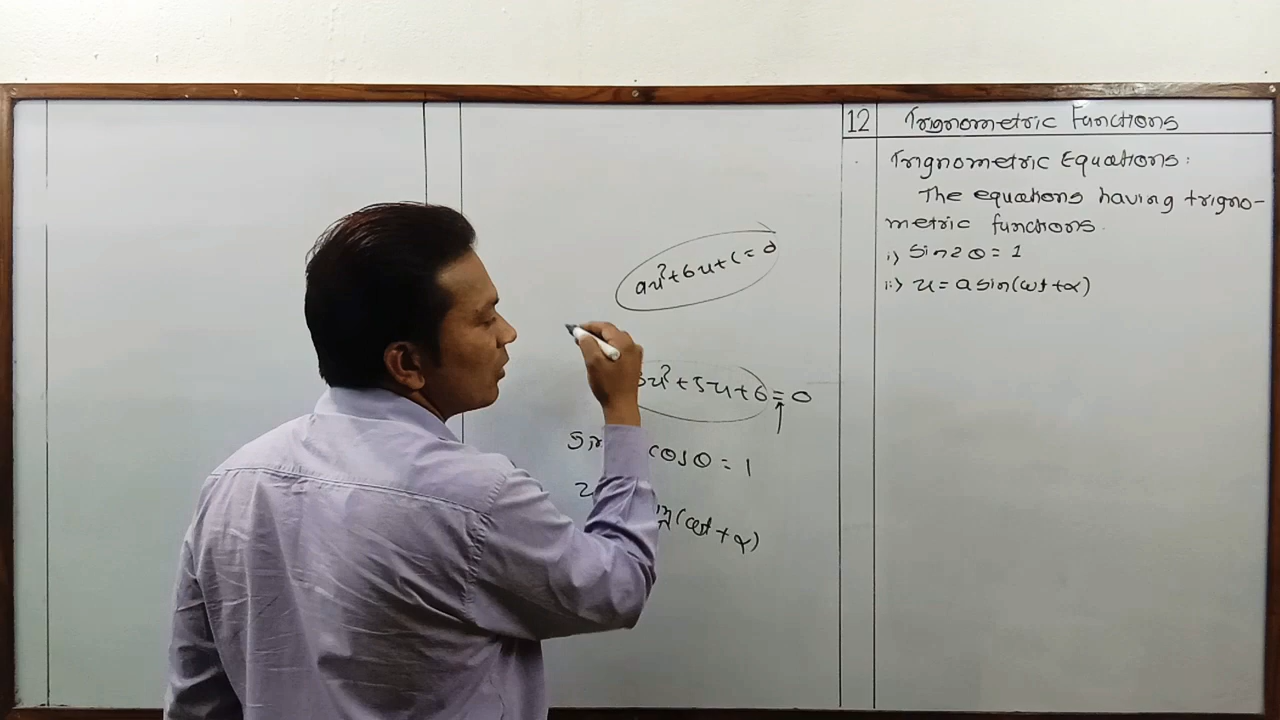 ax²+bx+c=0
5x²+5x+6=0
cosθ=1
(ωt+α)
12 Trignometric Functions
Trignometric Equations:
The equations having trigno-
metric functions.
i) sin2θ=1
ii) x=a sin(ωt+α)